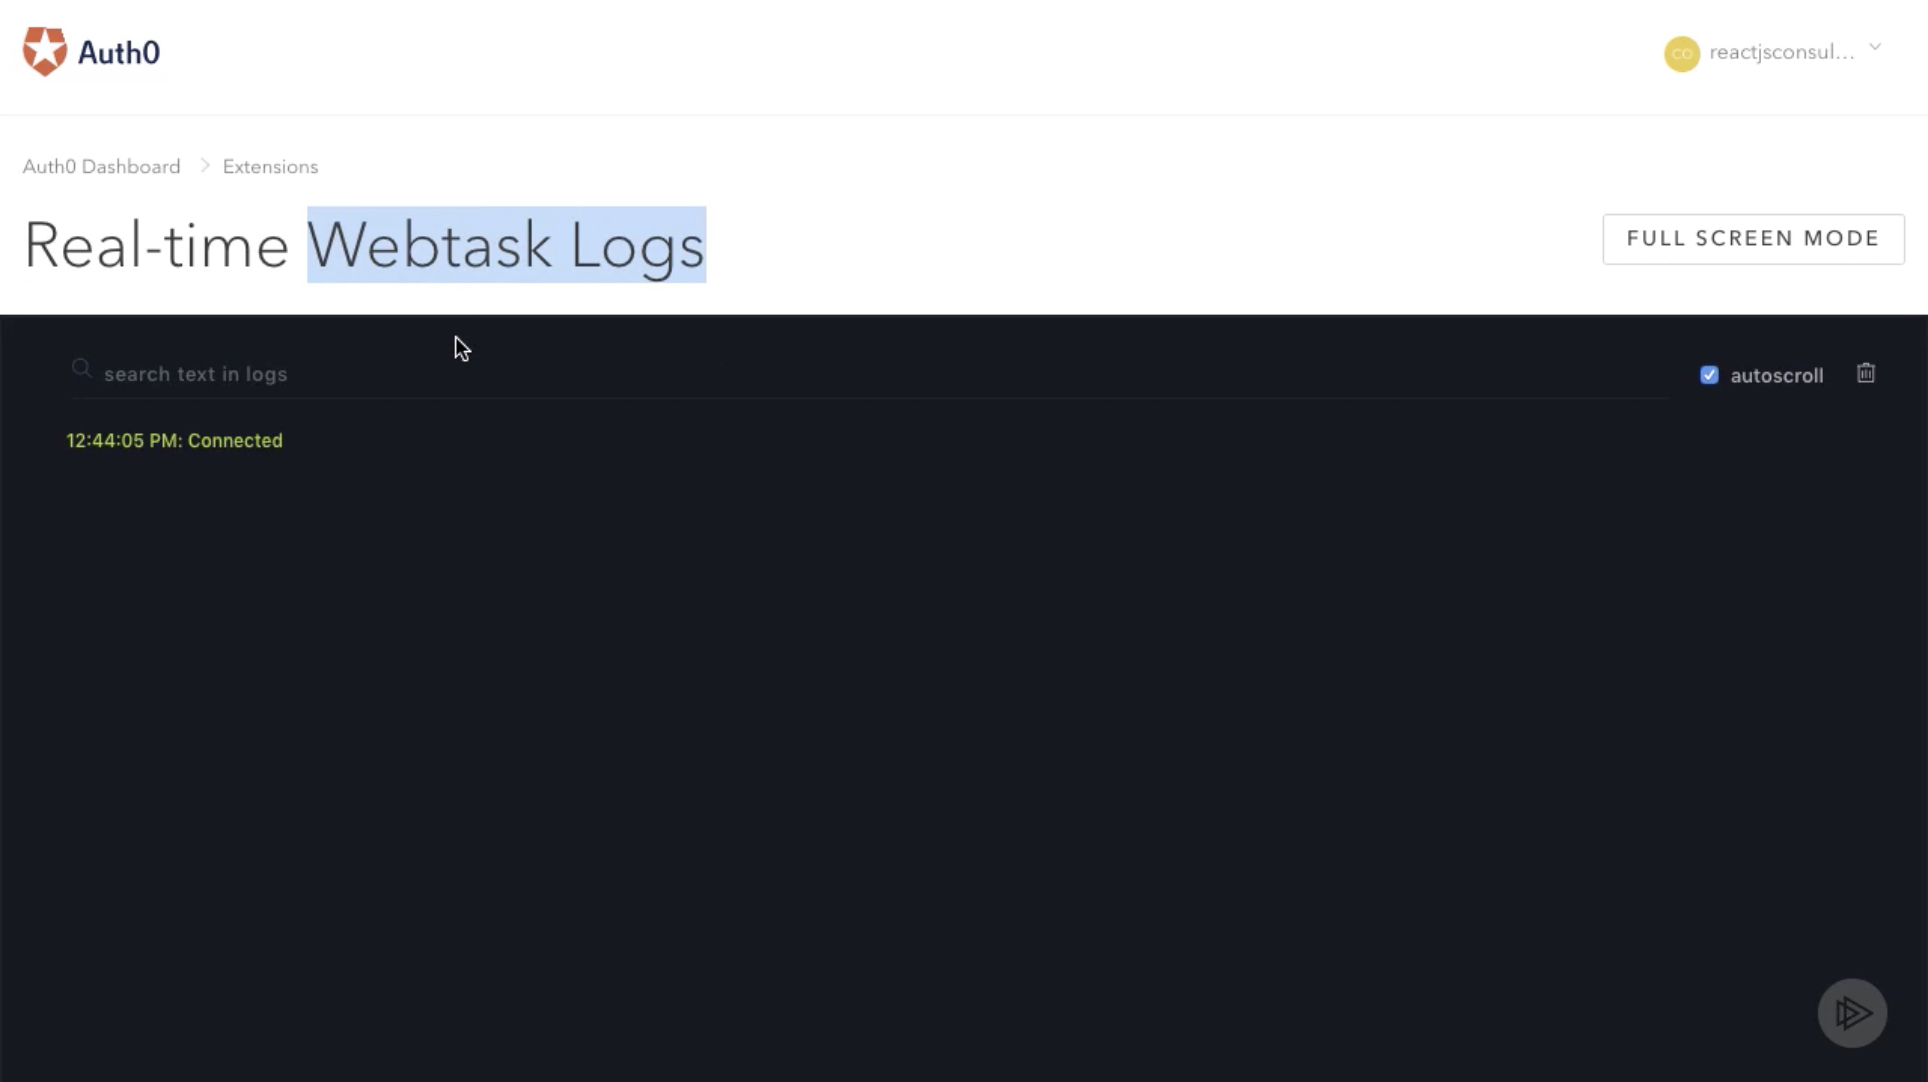 Auth0
CO reactjsconsul...
Auth0 Dashboard > Extensions
Real-time Webtask Logs
FULL SCREEN MODE
search text in logs
autoscroll
12:44:05 PM: Connected